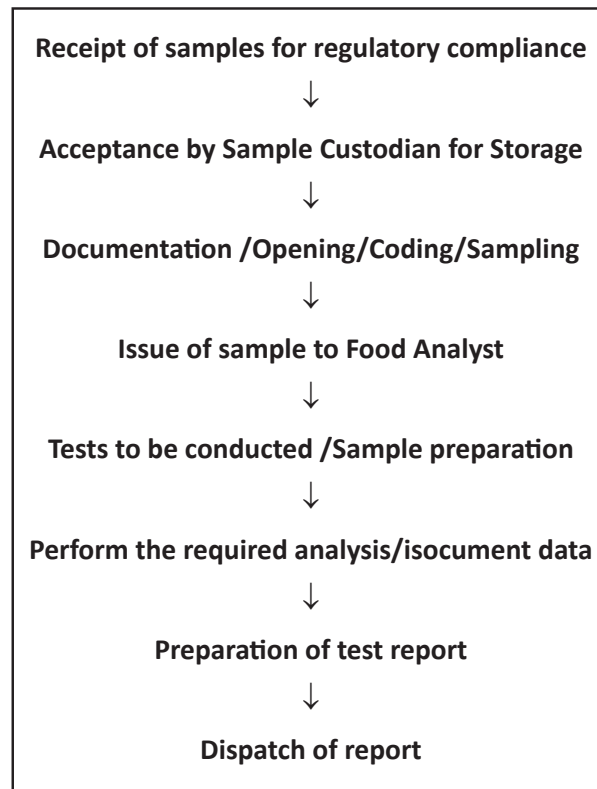 Receipt of samples for regulatory compliance
↓
Acceptance by Sample Custodian for Storage
↓
Documentation /Opening/Coding/Sampling
↓
Issue of sample to Food Analyst
↓
Tests to be conducted /Sample preparation
↓
Perform the required analysis/isocument data
↓
Preparation of test report
↓
Dispatch of report